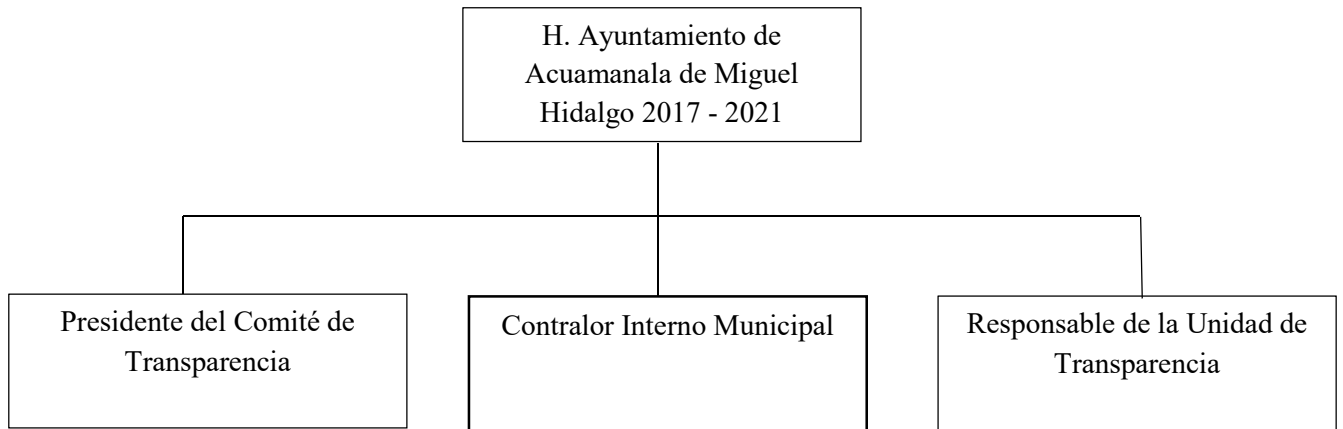 H. Ayuntamiento de
Acuamanala de Miguel
Hidalgo 2017 - 2021
Presidente del Comité de
Transparencia
Contralor Interno Municipal
Responsable de la Unidad de
Transparencia